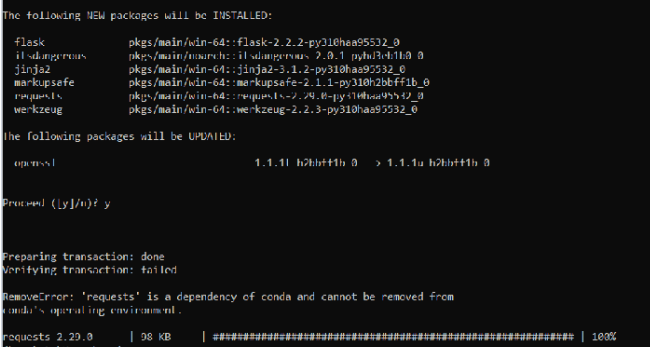 The following NEW packages will be INSTALLED:
flask pkgs/main/win-64::flask-2.2.2-py310haa95532_0
itsdangerous pkgs/main/noarch::itsdangerous-2.0.1-pyhd3eb1b0_0
jinja2 pkgs/main/win-64::jinja2-3.1.2-py310haa95532_0
markupsafe pkgs/main/win-64::markupsafe-2.1.1-py310h2bbff1b_0
requests pkgs/main/win-64::requests-2.29.0-py310haa95532_0
werkzeug pkgs/main/win-64::werkzeug-2.2.3-py310haa95532_0
The following packages will be UPDATED:
openssl 1.1.1t-h2bbff1b_0 --> 1.1.1u-h2bbff1b_0
Proceed ([y]/n)? y
Preparing transaction: done
Verifying transaction: failed
RemoveError: 'requests' is a dependency of conda and cannot be removed from
conda's operating environment.
requests-2.29.0 | 98 KB | ############################################################ | 100%